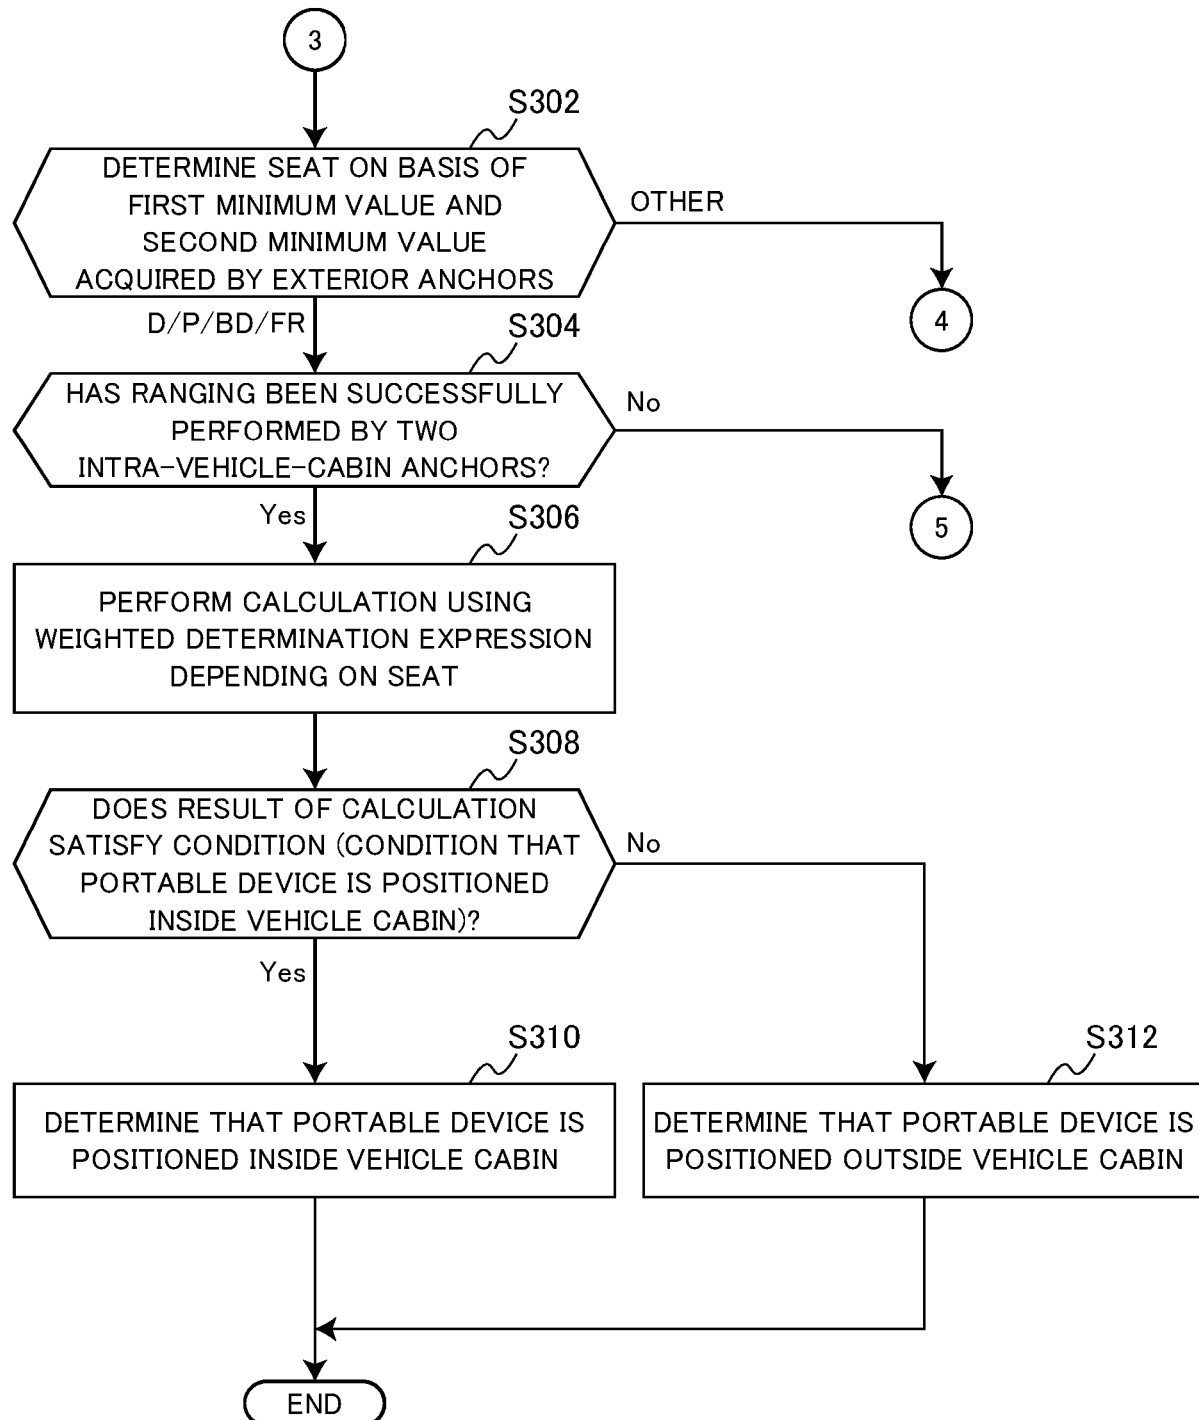 3
S302
DETERMINE SEAT ON BASIS OF
FIRST MINIMUM VALUE AND
SECOND MINIMUM VALUE
ACQUIRED BY EXTERIOR ANCHORS
OTHER
4
D/P/BD/FR
S304
HAS RANGING BEEN SUCCESSFULLY
PERFORMED BY TWO
INTRA-VEHICLE-CABIN ANCHORS?
No
5
Yes
S306
PERFORM CALCULATION USING
WEIGHTED DETERMINATION EXPRESSION
DEPENDING ON SEAT
S308
DOES RESULT OF CALCULATION
SATISFY CONDITION (CONDITION THAT
PORTABLE DEVICE IS POSITIONED
INSIDE VEHICLE CABIN)?
No
Yes
S310
DETERMINE THAT PORTABLE DEVICE IS
POSITIONED INSIDE VEHICLE CABIN
S312
DETERMINE THAT PORTABLE DEVICE IS
POSITIONED OUTSIDE VEHICLE CABIN
END